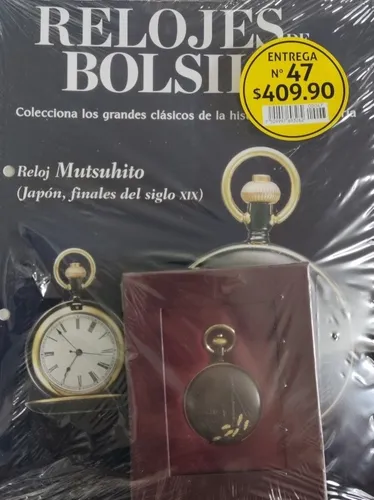 RELOJES DE
BOLSI
ENTREGA
Nº 47
$409.90
Colecciona los grandes clásicos de la
Reloj Mutsuhito
(Japón, finales del siglo XIX)